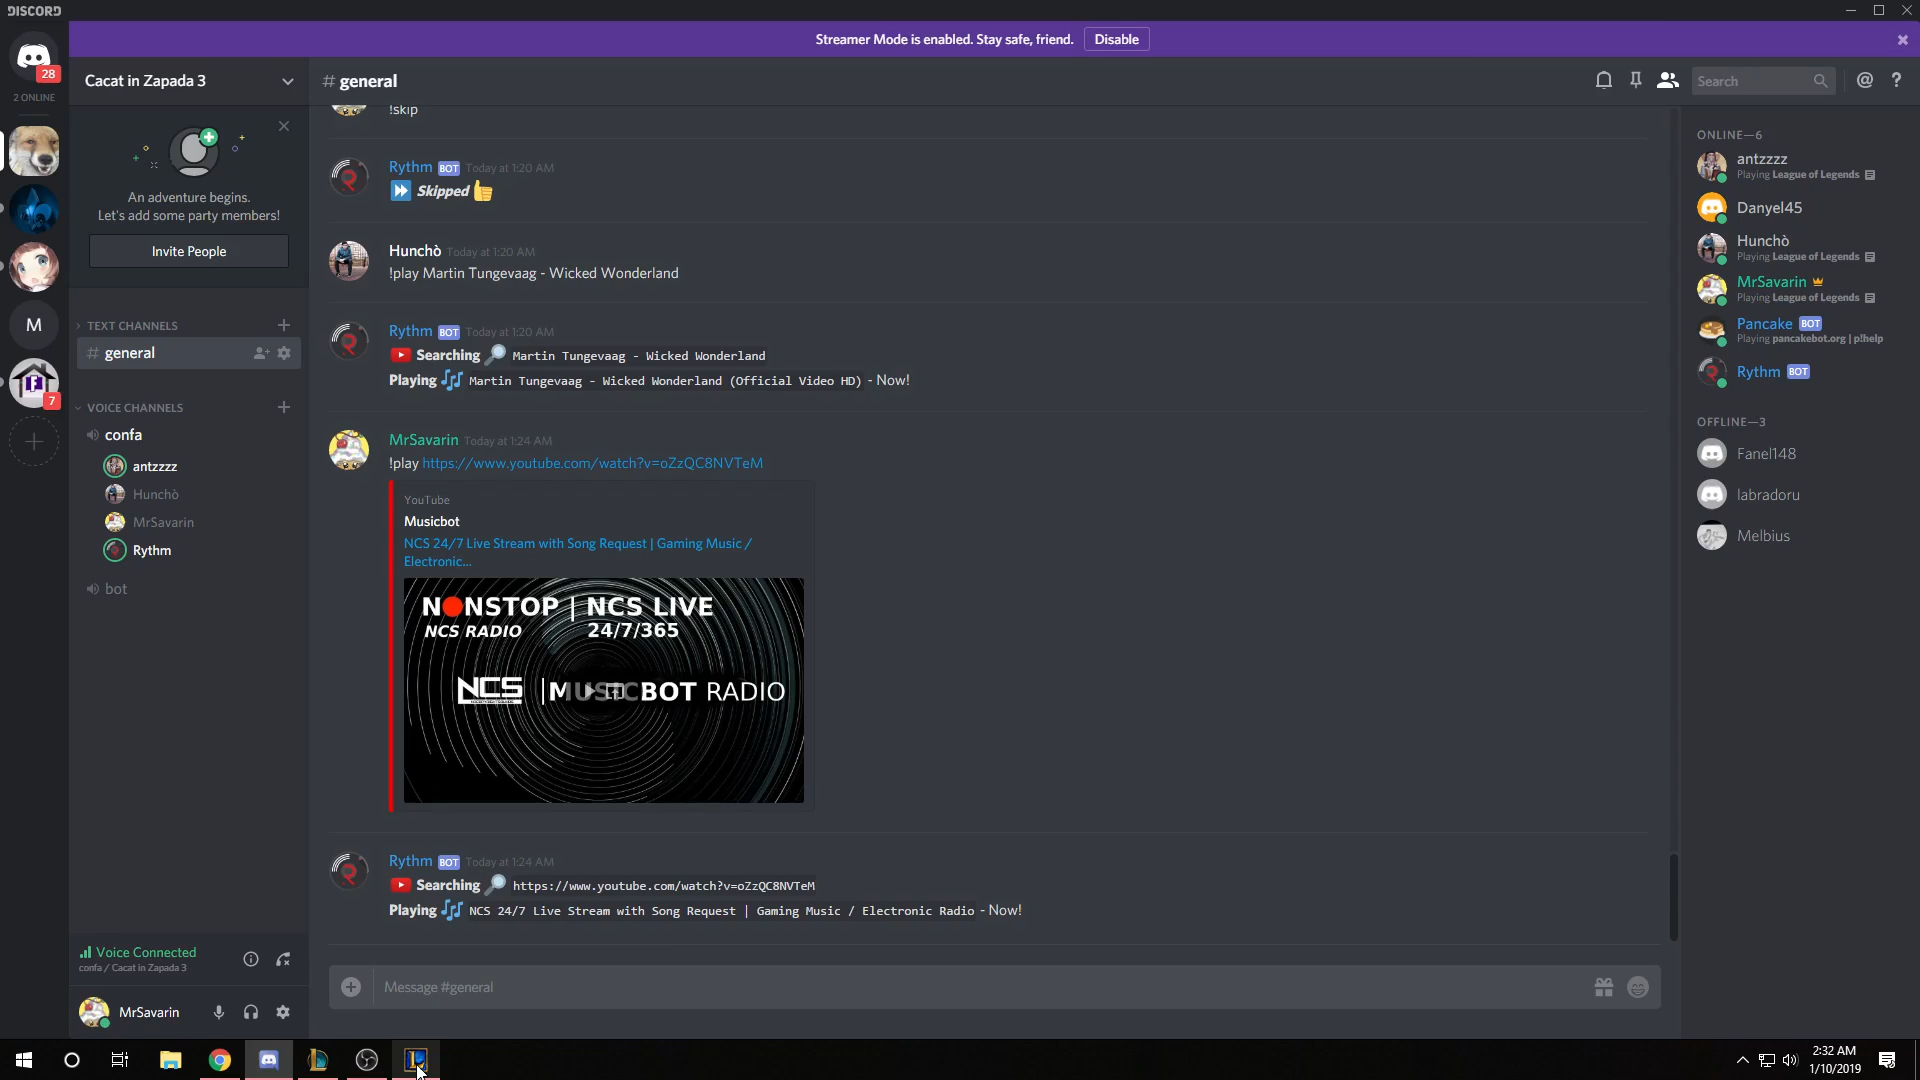 DISCORD
Streamer Mode is enabled. Stay safe, friend.
Disable
28
2 ONLINE
M
7
Cacat in Zapada 3
An adventure begins.
Let's add some party members!
Invite People
TEXT CHANNELS
# general
VOICE CHANNELS
confa
antzzzz
Hunchò
MrSavarin
Rythm
bot
Voice Connected
confa / Cacat in Zapada 3
MrSavarin
# general
Search
@ ?
!skip
Rythm BOT Today at 1:20 AM
Skipped
Hunchò Today at 1:20 AM
!play Martin Tungevaag - Wicked Wonderland
Rythm BOT Today at 1:20 AM
Searching Martin Tungevaag - Wicked Wonderland
Playing Martin Tungevaag - Wicked Wonderland (Official Video HD) - Now!
MrSavarin Today at 1:24 AM
!play https://www.youtube.com/watch?v=oZzQC8NVTeM
YouTube
Musicbot
NCS 24/7 Live Stream with Song Request | Gaming Music /
Electronic...
NONSTOP | NCS LIVE
NCS RADIO 24/7/365
NCS | MUSICBOT RADIO
Rythm BOT Today at 1:24 AM
Searching https://www.youtube.com/watch?v=oZzQC8NVTeM
Playing NCS 24/7 Live Stream with Song Request | Gaming Music / Electronic Radio - Now!
Message #general
ONLINE—6
antzzzz
Playing League of Legends
Danyel45
Hunchò
Playing League of Legends
MrSavarin
Playing League of Legends
Pancake BOT
Playing pancakebot.org | p!help
Rythm BOT
OFFLINE—3
Fanel148
labradoru
Melbius
2:32 AM
1/10/2019